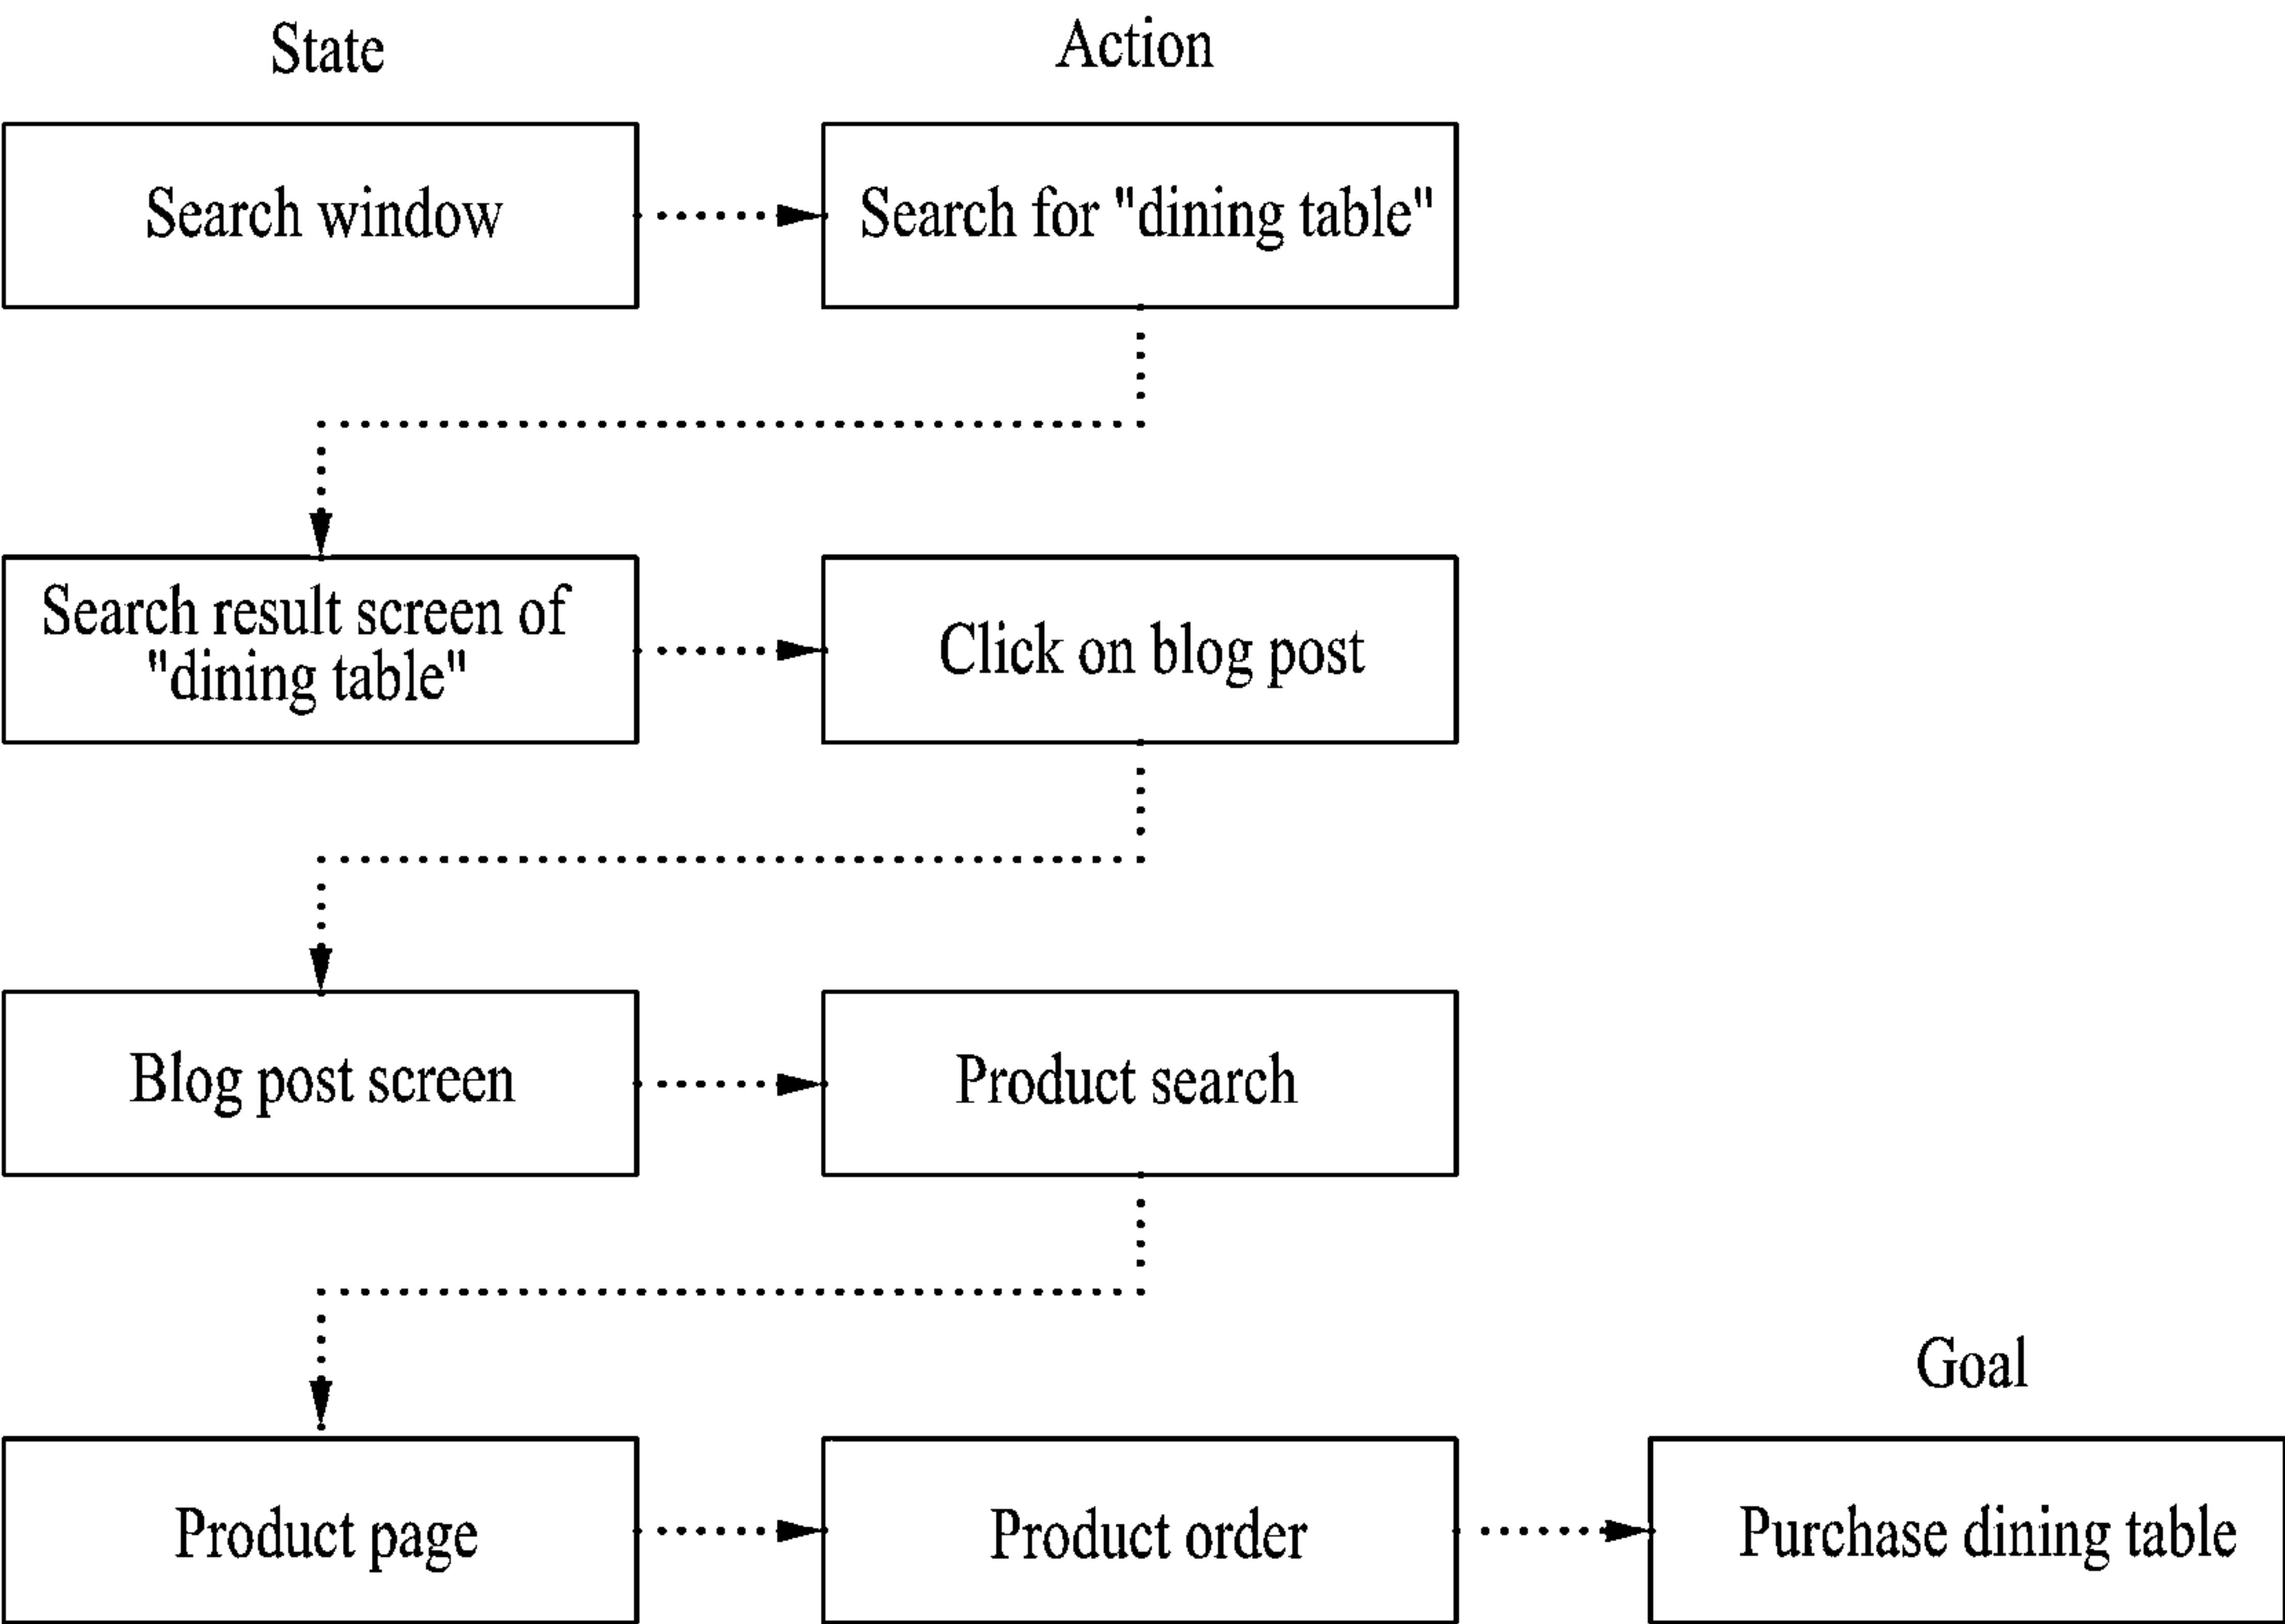 State
Action
Search window
Search for "dining table"
Search result screen of
"dining table"
Click on blog post
Blog post screen
Product search
Goal
Product page
Product order
Purchase dining table